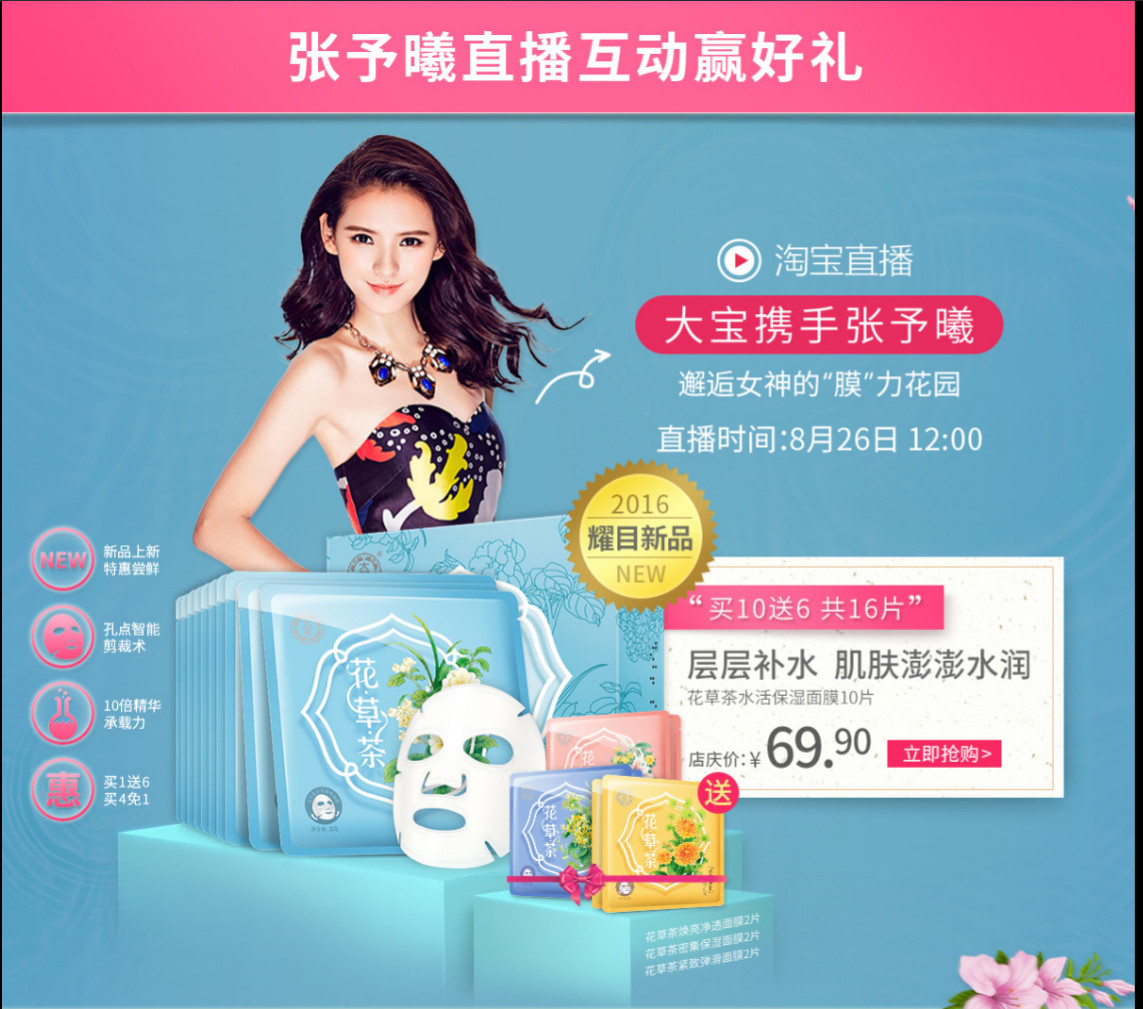 张予曦直播互动赢好礼
淘宝直播
大宝携手张予曦
邂逅女神的“膜”力花园
直播时间:8月26日 12:00
2016
耀目新品
NEW
NEW
新品上新
特惠尝鲜
孔点智能
剪裁术
10倍精华
承载力
惠
买1送6
买4免1
花·草·茶
“买10送6 共16片”
层层补水 肌肤澎澎水润
花草茶水活保湿面膜10片
店庆价:¥69.90
立即抢购>
送
花
花草茶
花草茶
花草茶焕亮净透面膜2片
花草茶密集保湿面膜2片
花草茶紧致弹滑面膜2片